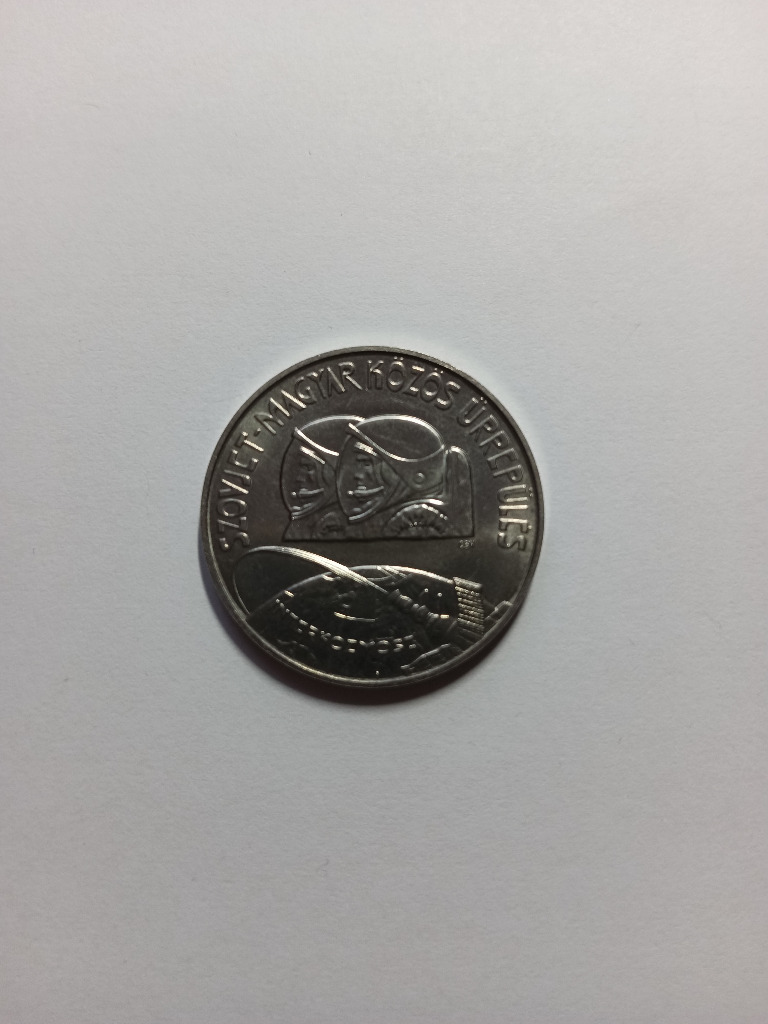 SZOVJET-MAGYAR KÖZÖS ŰRREPÜLÉS
INTERKOZMOSZ